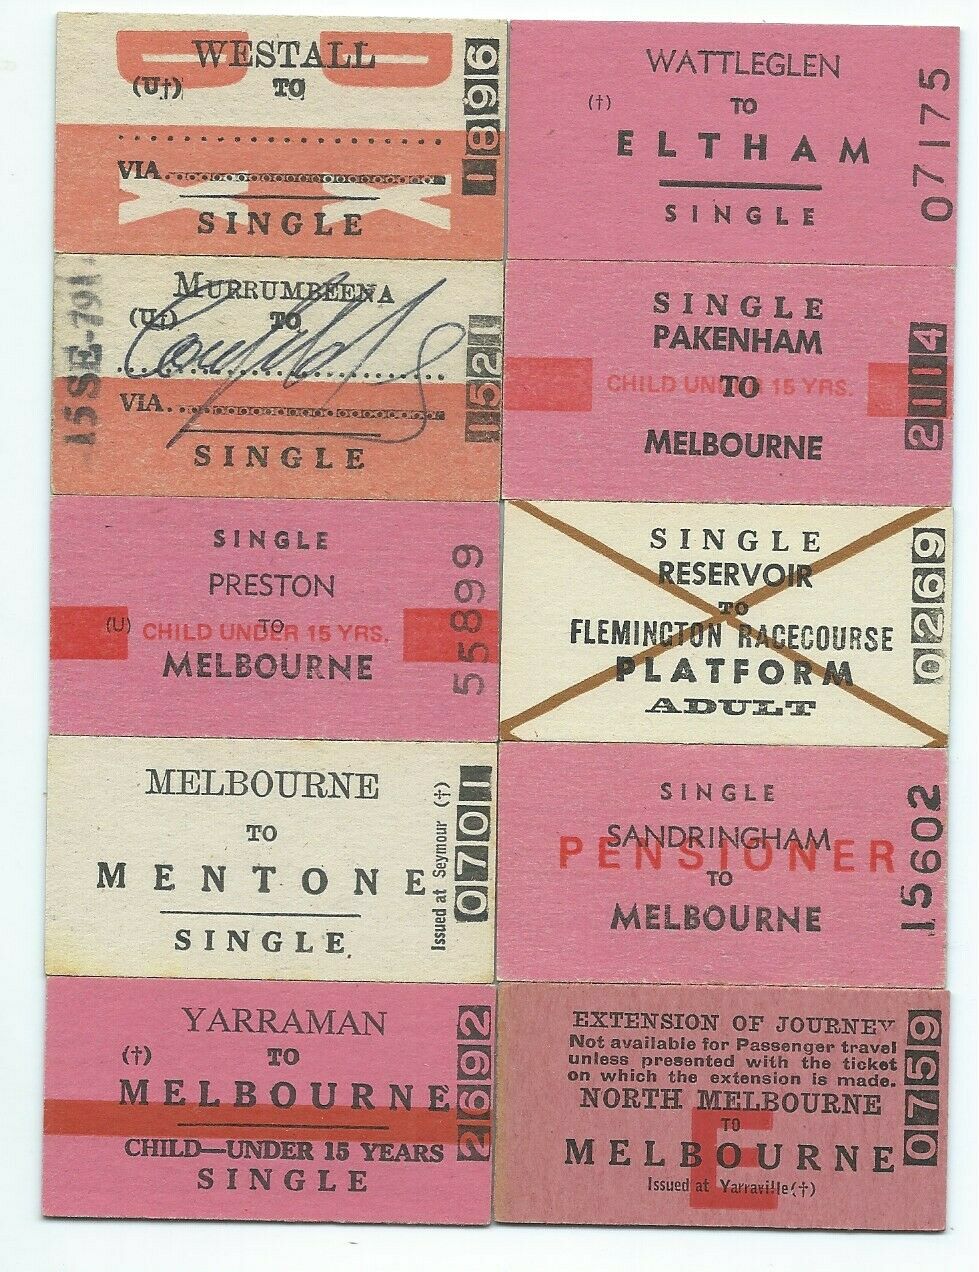 WESTALL
(U†) TO
VIA
SINGLE
1896
D D
X X
WATTLEGLEN
(†) TO
ELTHAM
SINGLE
07175
15SE-791
MURRUMBEENA
(U†) TO
VIA
SINGLE
1521
SINGLE
PAKENHAM
CHILD UNDER 15 YRS.
TO
MELBOURNE
2114
SINGLE
PRESTON
(U) TO
CHILD UNDER 15 YRS.
MELBOURNE
55899
SINGLE
RESERVOIR
TO
FLEMINGTON RACECOURSE
PLATFORM
ADULT
0269
MELBOURNE
TO
MENTONE
SINGLE
Issued at Seymour (†)
0701
SINGLE
SANDRINGHAM
PENSIONER
TO
MELBOURNE
15602
YARRAMAN
(†) TO
MELBOURNE
CHILD—UNDER 15 YEARS
SINGLE
2692
EXTENSION OF JOURNEY
Not available for Passenger travel
unless presented with the ticket
on which the extension is made.
NORTH MELBOURNE
TO
E
MELBOURNE
Issued at Yarraville (†)
0759